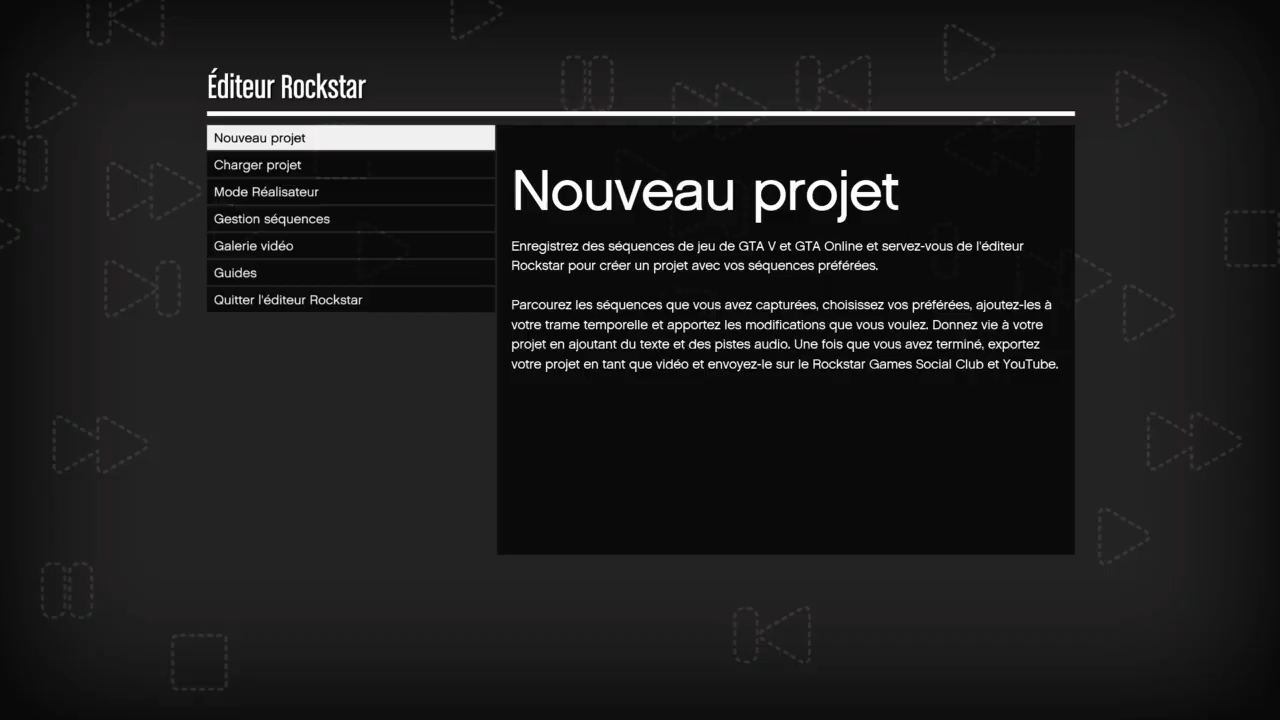 Éditeur Rockstar
Nouveau projet
Charger projet
Mode Réalisateur
Gestion séquences
Galerie vidéo
Guides
Quitter l'éditeur Rockstar
Nouveau projet
Enregistrez des séquences de jeu de GTA V et GTA Online et servez-vous de l'éditeur
Rockstar pour créer un projet avec vos séquences préférées.
Parcourez les séquences que vous avez capturées, choisissez vos préférées, ajoutez-les à
votre trame temporelle et apportez les modifications que vous voulez. Donnez vie à votre
projet en ajoutant du texte et des pistes audio. Une fois que vous avez terminé, exportez
votre projet en tant que vidéo et envoyez-le sur le Rockstar Games Social Club et YouTube.